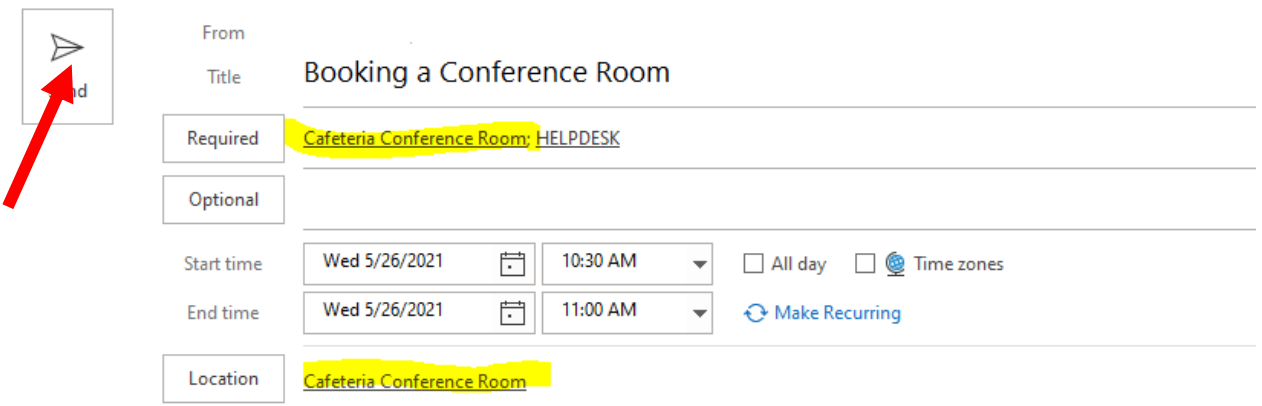 From
Title Booking a Conference Room
Required Cafeteria Conference Room; HELPDESK
Optional
Start time Wed 5/26/2021 10:30 AM All day Time zones
End time Wed 5/26/2021 11:00 AM Make Recurring
Location Cafeteria Conference Room